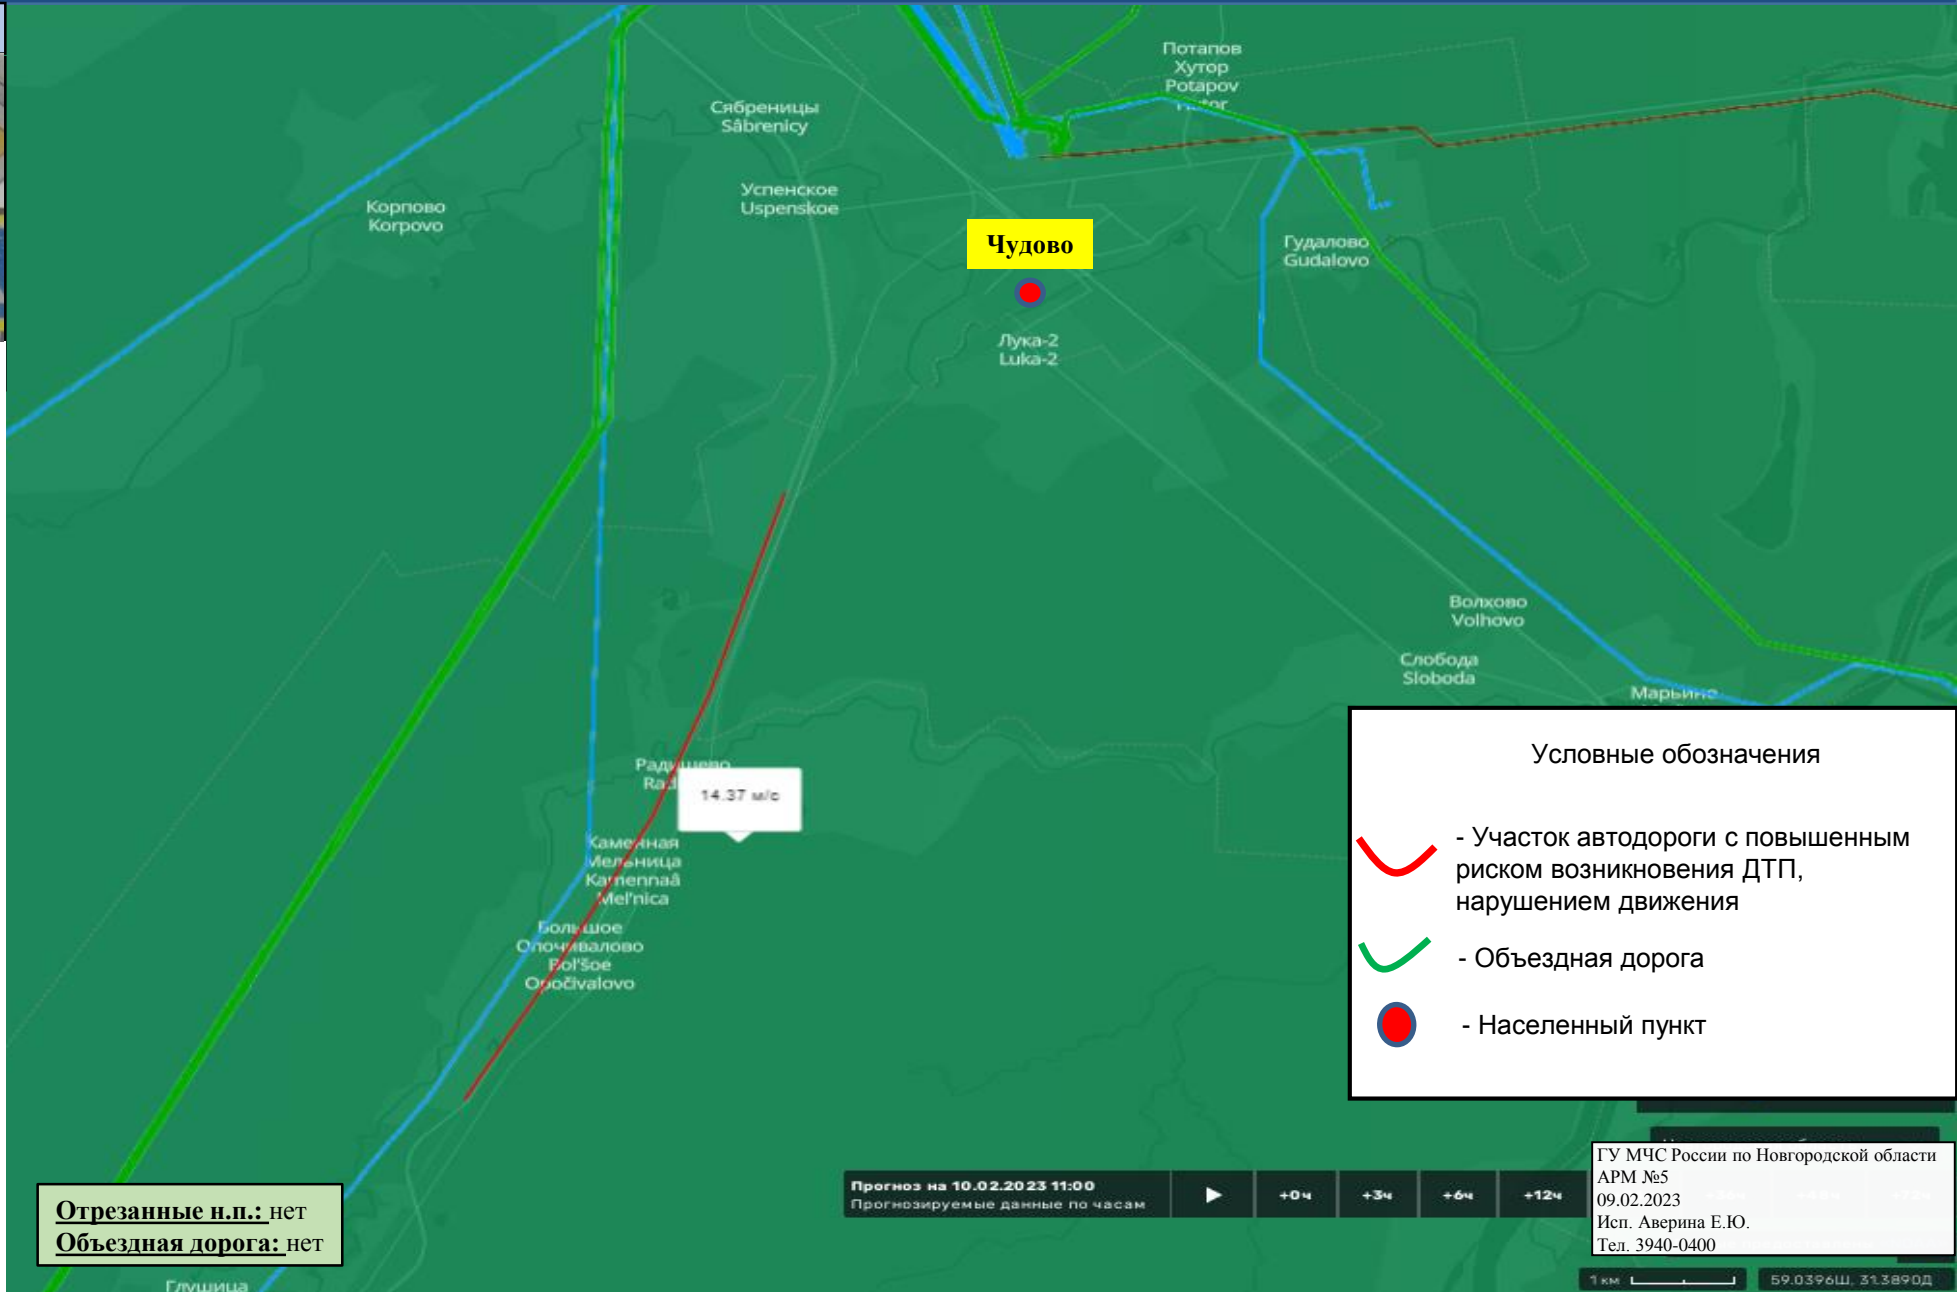 Потапов
Хутор
Potapov
Сябреницы
Sâbrenicy
Успенское
Uspenskoe
Корпово
Korpovo
Чудово
Гудалово
Gudalovo
Лука-2
Luka-2
Волхово
Volhovo
Слобода
Sloboda
Марьино
Радищево
14.37 м/с
Каменная
Мельница
Kamennaâ
Mel'nica
Большое
Опочивалово
Bol'šoe
Opočivalovo
Условные обозначения
- Участок автодороги с повышенным
риском возникновения ДТП,
нарушением движения
- Объездная дорога
- Населенный пункт
ГУ МЧС России по Новгородской области
АРМ №5
09.02.2023
Исп. Аверина Е.Ю.
Тел. 3940-0400
Прогноз на 10.02.2023 11:00
Прогнозируемые данные по часам
+0ч +3ч +6ч +12ч
Отрезанные н.п.: нет
Объездная дорога: нет
Глушица
1 км
59.0396Ш, 31.3890Д